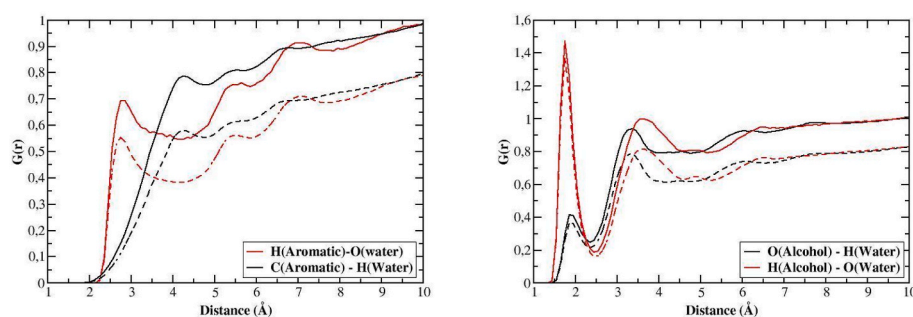 1
0,9
0,8
0,7
0,6
0,5
0,4
0,3
0,2
0,1
0
G(r)
1 2 3 4 5 6 7 8 9 10
Distance (Å)
H(Aromatic)-O(water)
C(Aromatic) - H(Water)
1,6
1,4
1,2
1
0,8
0,6
0,4
0,2
0
G(r)
1 2 3 4 5 6 7 8 9 10
Distance (Å)
O(Alcohol) - H(Water)
H(Alcohol) - O(Water)